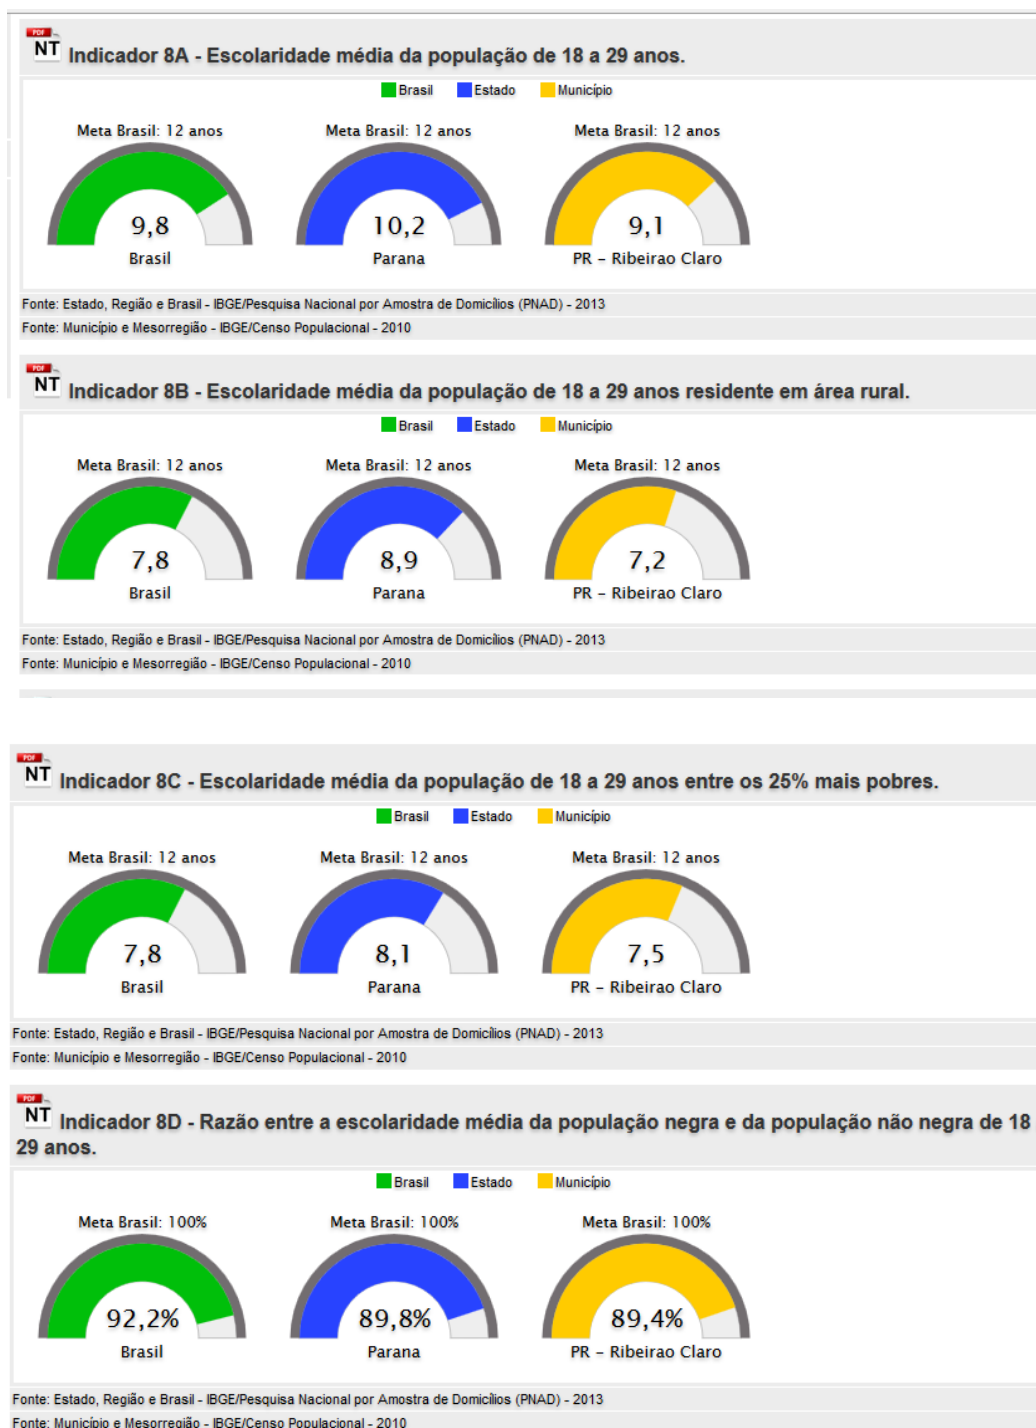 PDF
NT Indicador 8A - Escolaridade média da população de 18 a 29 anos.
Brasil Estado Município
Meta Brasil: 12 anos Meta Brasil: 12 anos Meta Brasil: 12 anos
9,8 10,2 9,1
Brasil Parana PR – Ribeirao Claro
Fonte: Estado, Região e Brasil - IBGE/Pesquisa Nacional por Amostra de Domicílios (PNAD) - 2013
Fonte: Município e Mesorregião - IBGE/Censo Populacional - 2010
PDF
NT Indicador 8B - Escolaridade média da população de 18 a 29 anos residente em área rural.
Brasil Estado Município
Meta Brasil: 12 anos Meta Brasil: 12 anos Meta Brasil: 12 anos
7,8 8,9 7,2
Brasil Parana PR – Ribeirao Claro
Fonte: Estado, Região e Brasil - IBGE/Pesquisa Nacional por Amostra de Domicílios (PNAD) - 2013
Fonte: Município e Mesorregião - IBGE/Censo Populacional - 2010
PDF
NT Indicador 8C - Escolaridade média da população de 18 a 29 anos entre os 25% mais pobres.
Brasil Estado Município
Meta Brasil: 12 anos Meta Brasil: 12 anos Meta Brasil: 12 anos
7,8 8,1 7,5
Brasil Parana PR – Ribeirao Claro
Fonte: Estado, Região e Brasil - IBGE/Pesquisa Nacional por Amostra de Domicílios (PNAD) - 2013
Fonte: Município e Mesorregião - IBGE/Censo Populacional - 2010
PDF
NT Indicador 8D - Razão entre a escolaridade média da população negra e da população não negra de 18
29 anos.
Brasil Estado Município
Meta Brasil: 100% Meta Brasil: 100% Meta Brasil: 100%
92,2% 89,8% 89,4%
Brasil Parana PR – Ribeirao Claro
Fonte: Estado, Região e Brasil - IBGE/Pesquisa Nacional por Amostra de Domicílios (PNAD) - 2013
Fonte: Município e Mesorregião - IBGE/Censo Populacional - 2010